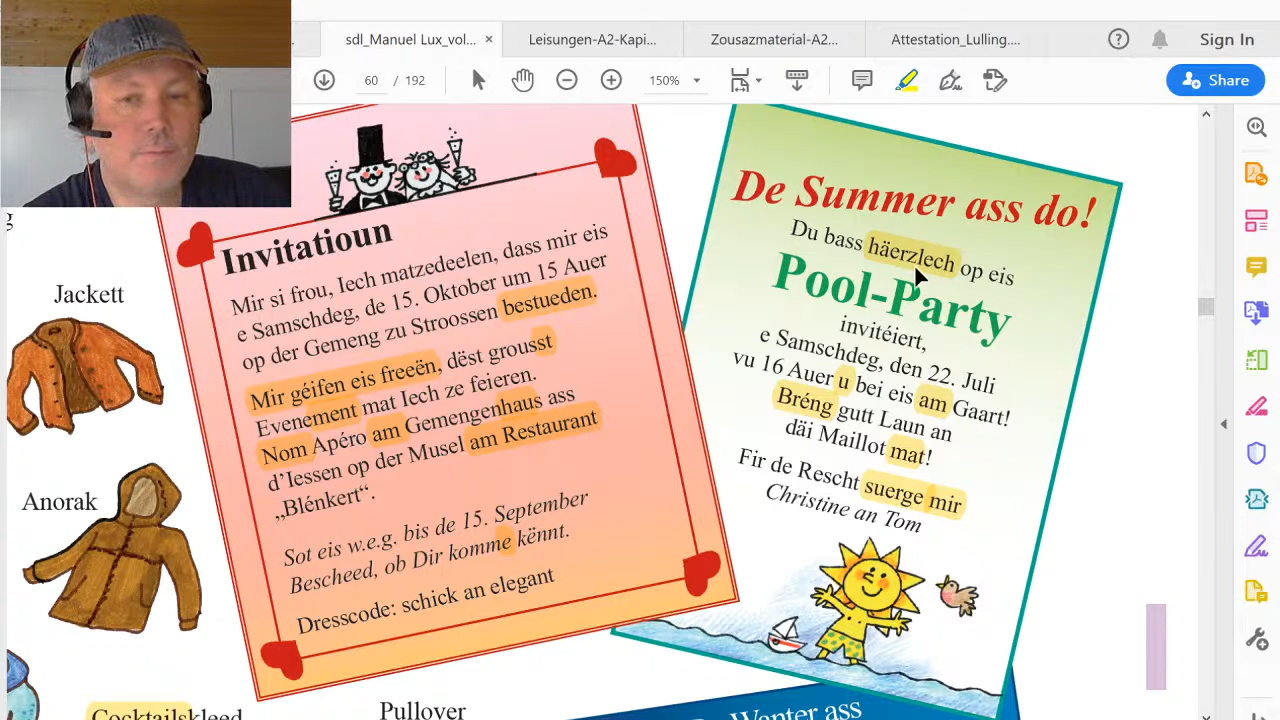 sdl_Manuel Lux_vol... ×
Leisungen-A2-Kapi...
Zousazmaterial-A2...
Attestation_Lulling....
Sign In
60 / 192
150%
Share
g
Jackett
Anorak
Cocktailskleed
Pullover
Invitatioun
Mir si frou, Iech matzedeelen, dass mir eis
e Samschdeg, de 15. Oktober um 15 Auer
op der Gemeng zu Stroossen bestueden.
Mir géifen eis freeën, dëst grousst
Evenement mat Iech ze feieren.
Nom Apéro am Gemengenhaus ass
d’Iessen op der Musel am Restaurant
„Blénkert“.
Sot eis w.e.g. bis de 15. September
Bescheed, ob Dir komme kënnt.
Dresscode: schick an elegant
De Summer ass do!
Du bass häerzlech op eis
Pool-Party
invitéiert,
e Samschdeg, den 22. Juli
vu 16 Auer u bei eis am Gaart!
Bréng gutt Laun an
däi Maillot mat!
Fir de Rescht suerge mir
Christine an Tom
Wanter ass